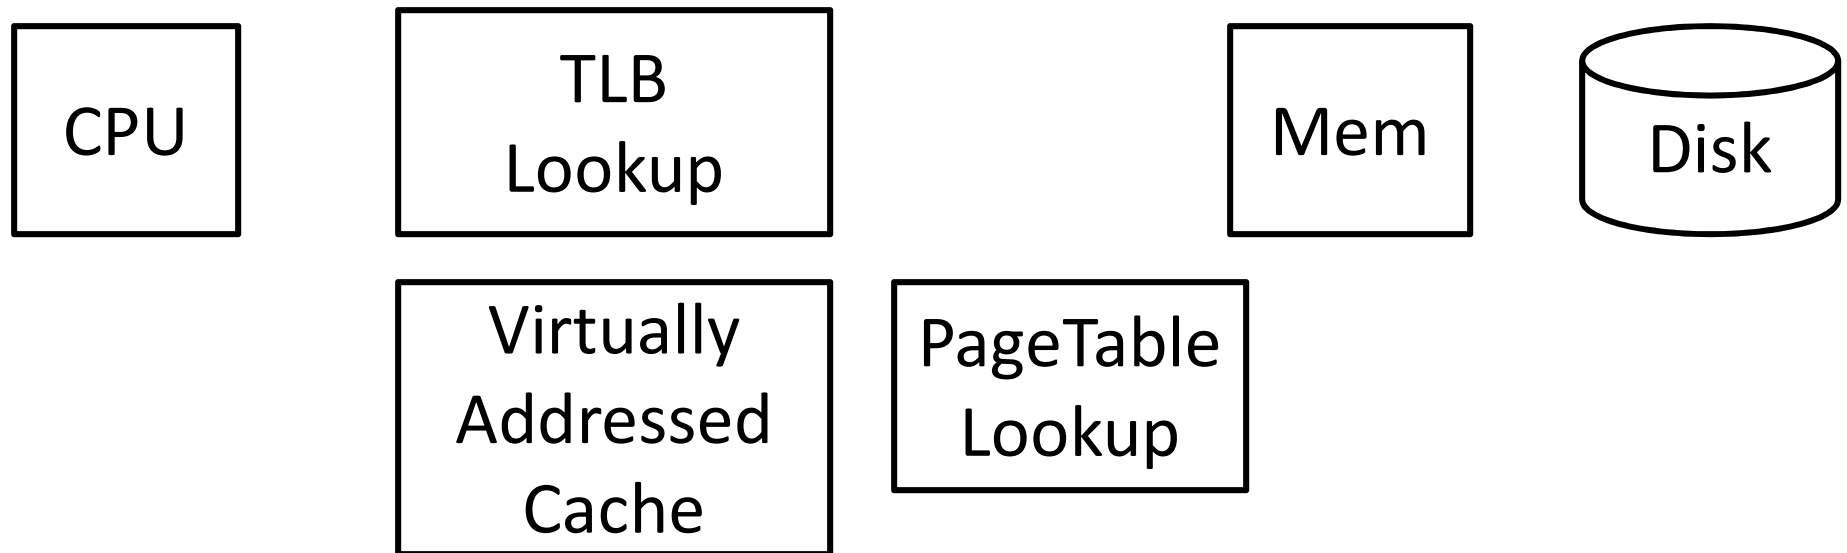 CPU
TLB
Lookup
Mem
Disk
Virtually
Addressed
Cache
PageTable
Lookup